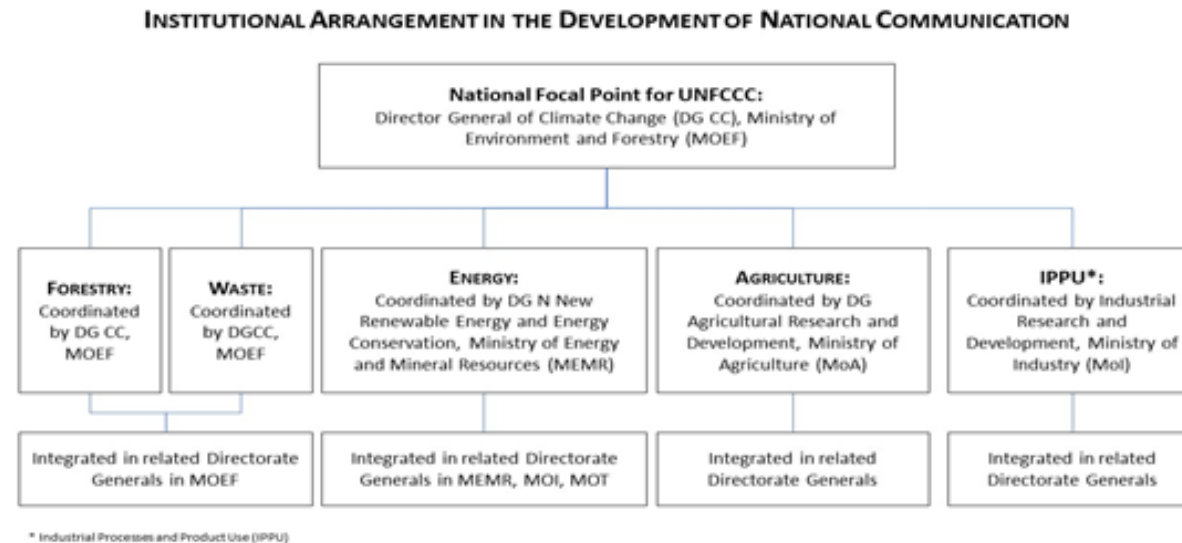 INSTITUTIONAL ARRANGEMENT IN THE DEVELOPMENT OF NATIONAL COMMUNICATION
National Focal Point for UNFCCC:
Director General of Climate Change (DG CC), Ministry of
Environment and Forestry (MOEF)
FORESTRY:
Coordinated
by DG CC,
MOEF
WASTE:
Coordinated
by DGCC,
MOEF
ENERGY:
Coordinated by DG N New
Renewable Energy and Energy
Conservation, Ministry of Energy
and Mineral Resources (MEMR)
AGRICULTURE:
Coordinated by DG
Agricultural Research and
Development, Ministry of
Agriculture (MoA)
IPPU*:
Coordinated by Industrial
Research and
Development, Ministry of
Industry (MoI)
Integrated in related Directorate
Generals in MOEF
Integrated in related Directorate
Generals in MEMR, MOI, MOT
Integrated in related
Directorate Generals
Integrated in related
Directorate Generals
* Industrial Processes and Product Use (IPPU)